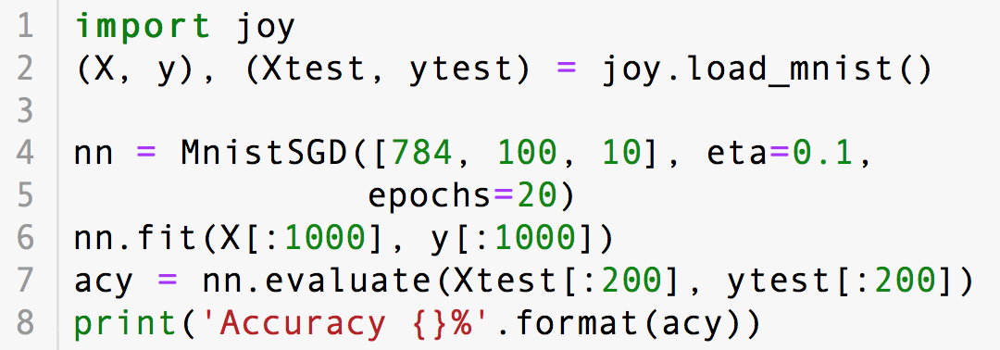 1 import joy
2 (X, y), (Xtest, ytest) = joy.load_mnist()
3
4 nn = MnistSGD([784, 100, 10], eta=0.1,
5               epochs=20)
6 nn.fit(X[:1000], y[:1000])
7 acy = nn.evaluate(Xtest[:200], ytest[:200])
8 print('Accuracy {}%'.format(acy))